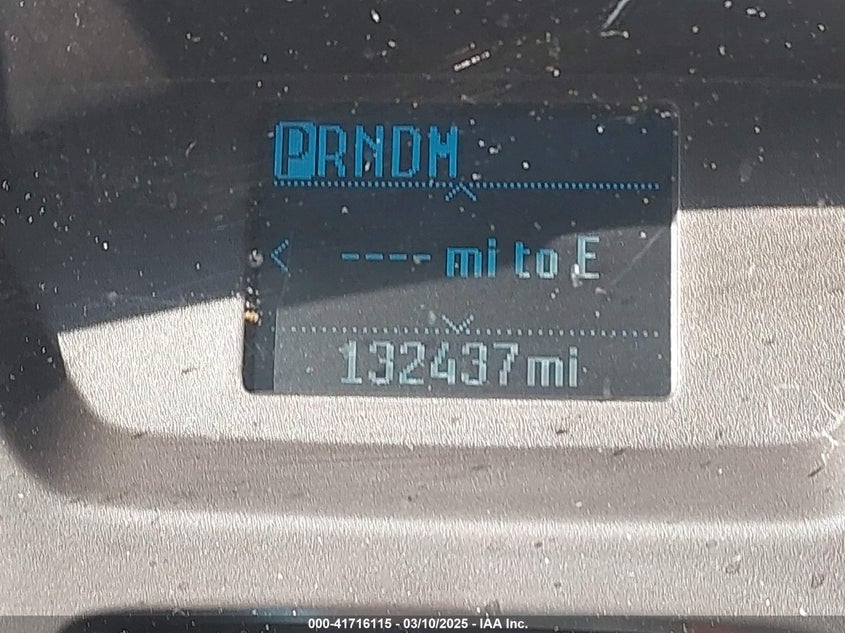 PRNDM
< ---- mi to E
132437mi
000-41716115 - 03/10/2025 - IAA Inc.